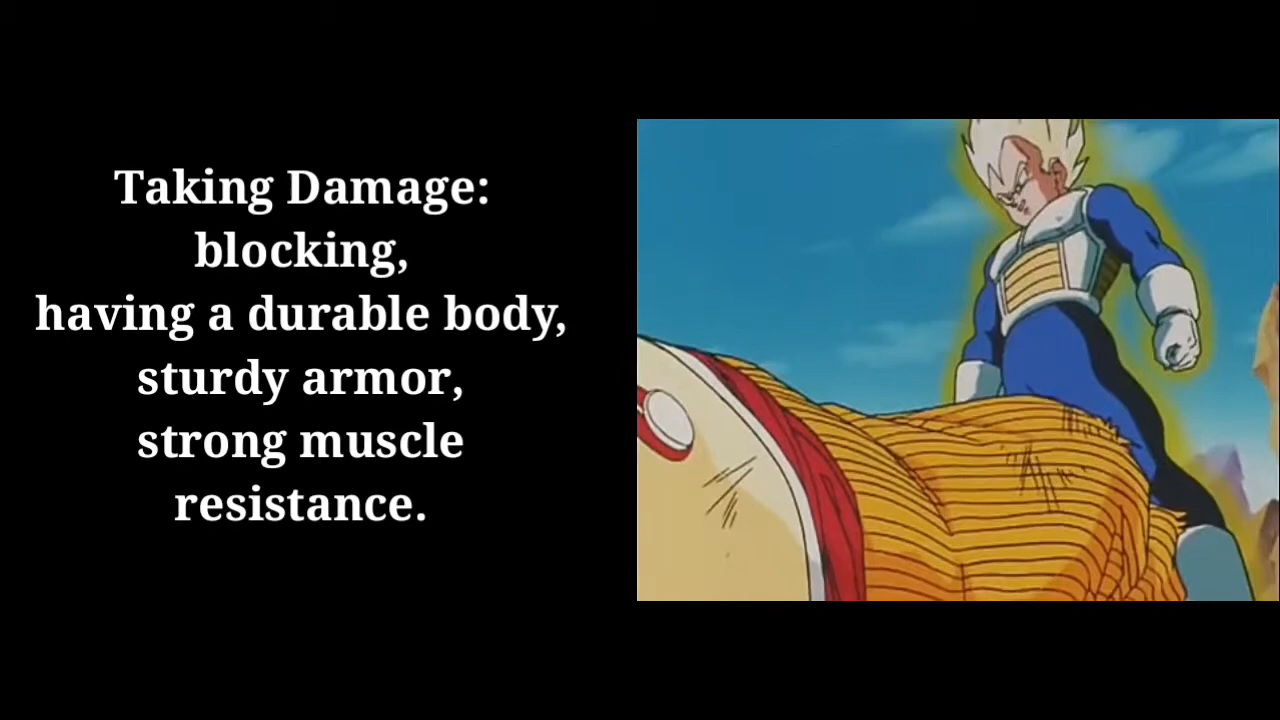 Taking Damage:
blocking,
having a durable body,
sturdy armor,
strong muscle
resistance.